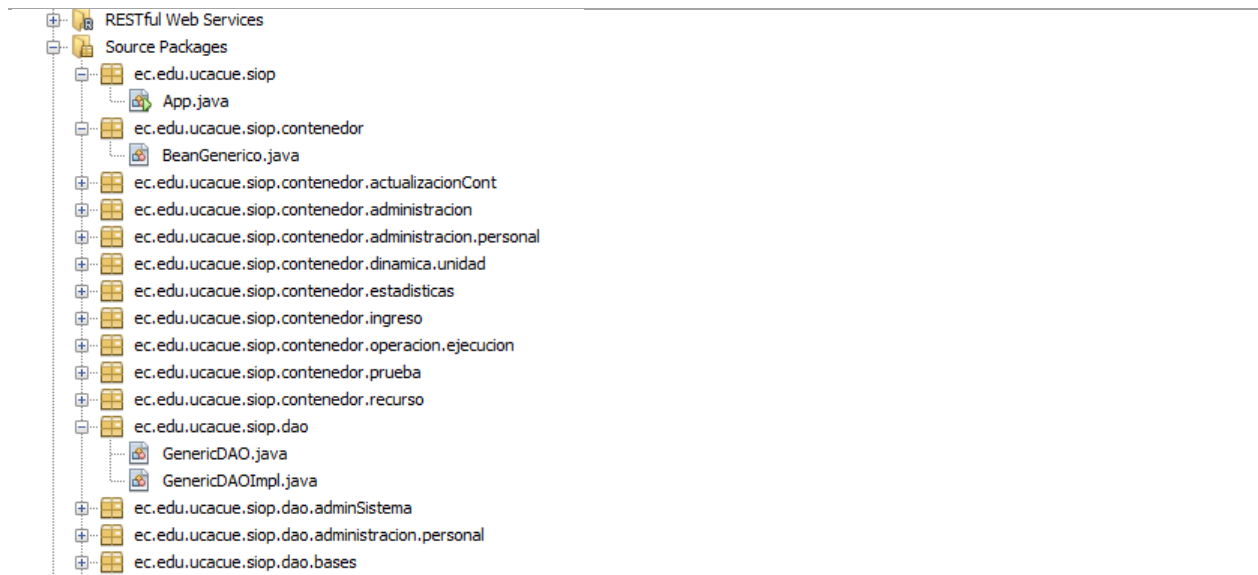 RESTful Web Services
Source Packages
ec.edu.ucacue.siop
App.java
ec.edu.ucacue.siop.contenedor
BeanGenerico.java
ec.edu.ucacue.siop.contenedor.actualizacionCont
ec.edu.ucacue.siop.contenedor.administracion
ec.edu.ucacue.siop.contenedor.administracion.personal
ec.edu.ucacue.siop.contenedor.dinamica.unidad
ec.edu.ucacue.siop.contenedor.estadisticas
ec.edu.ucacue.siop.contenedor.ingreso
ec.edu.ucacue.siop.contenedor.operacion.ejecucion
ec.edu.ucacue.siop.contenedor.prueba
ec.edu.ucacue.siop.contenedor.recurso
ec.edu.ucacue.siop.dao
GenericDAO.java
GenericDAOImpl.java
ec.edu.ucacue.siop.dao.adminSistema
ec.edu.ucacue.siop.dao.administracion.personal
ec.edu.ucacue.siop.dao.bases